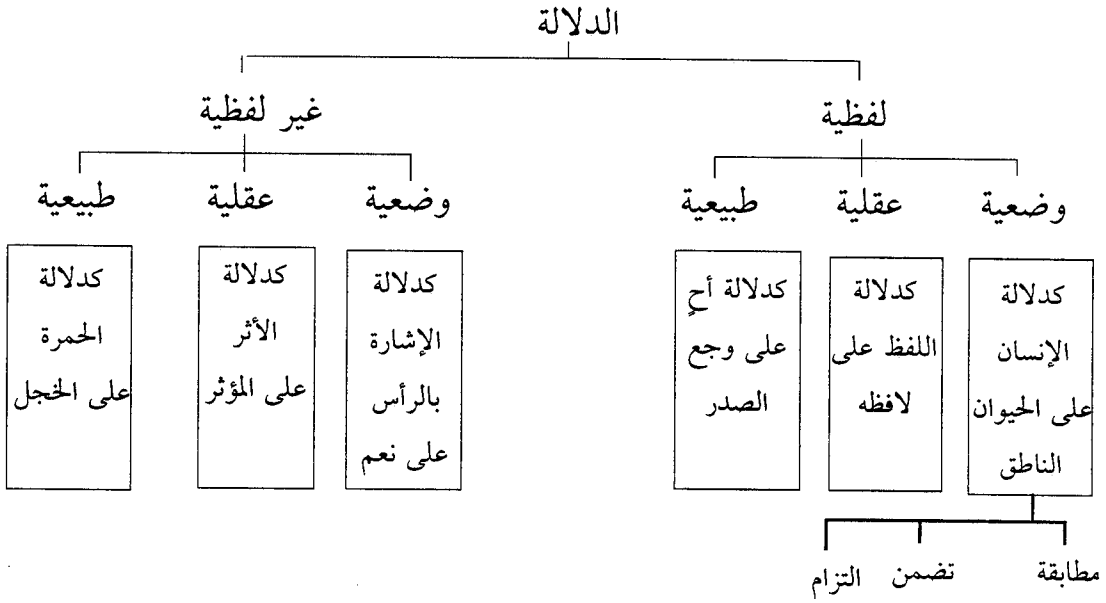 الدلالة
لفظية
غير لفظية
وضعية
عقلية
طبيعية
وضعية
عقلية
طبيعية
كدلالة
الإنسان
على الحيوان
الناطق
كدلالة
اللفظ على
لافظه
كدلالة أحٍ
على وجع
الصدر
كدلالة
الإشارة
بالرأس
على نعم
كدلالة
الأثر
على المؤثر
كدلالة
الحمرة
على الخجل
مطابقة
تضمن
التزام